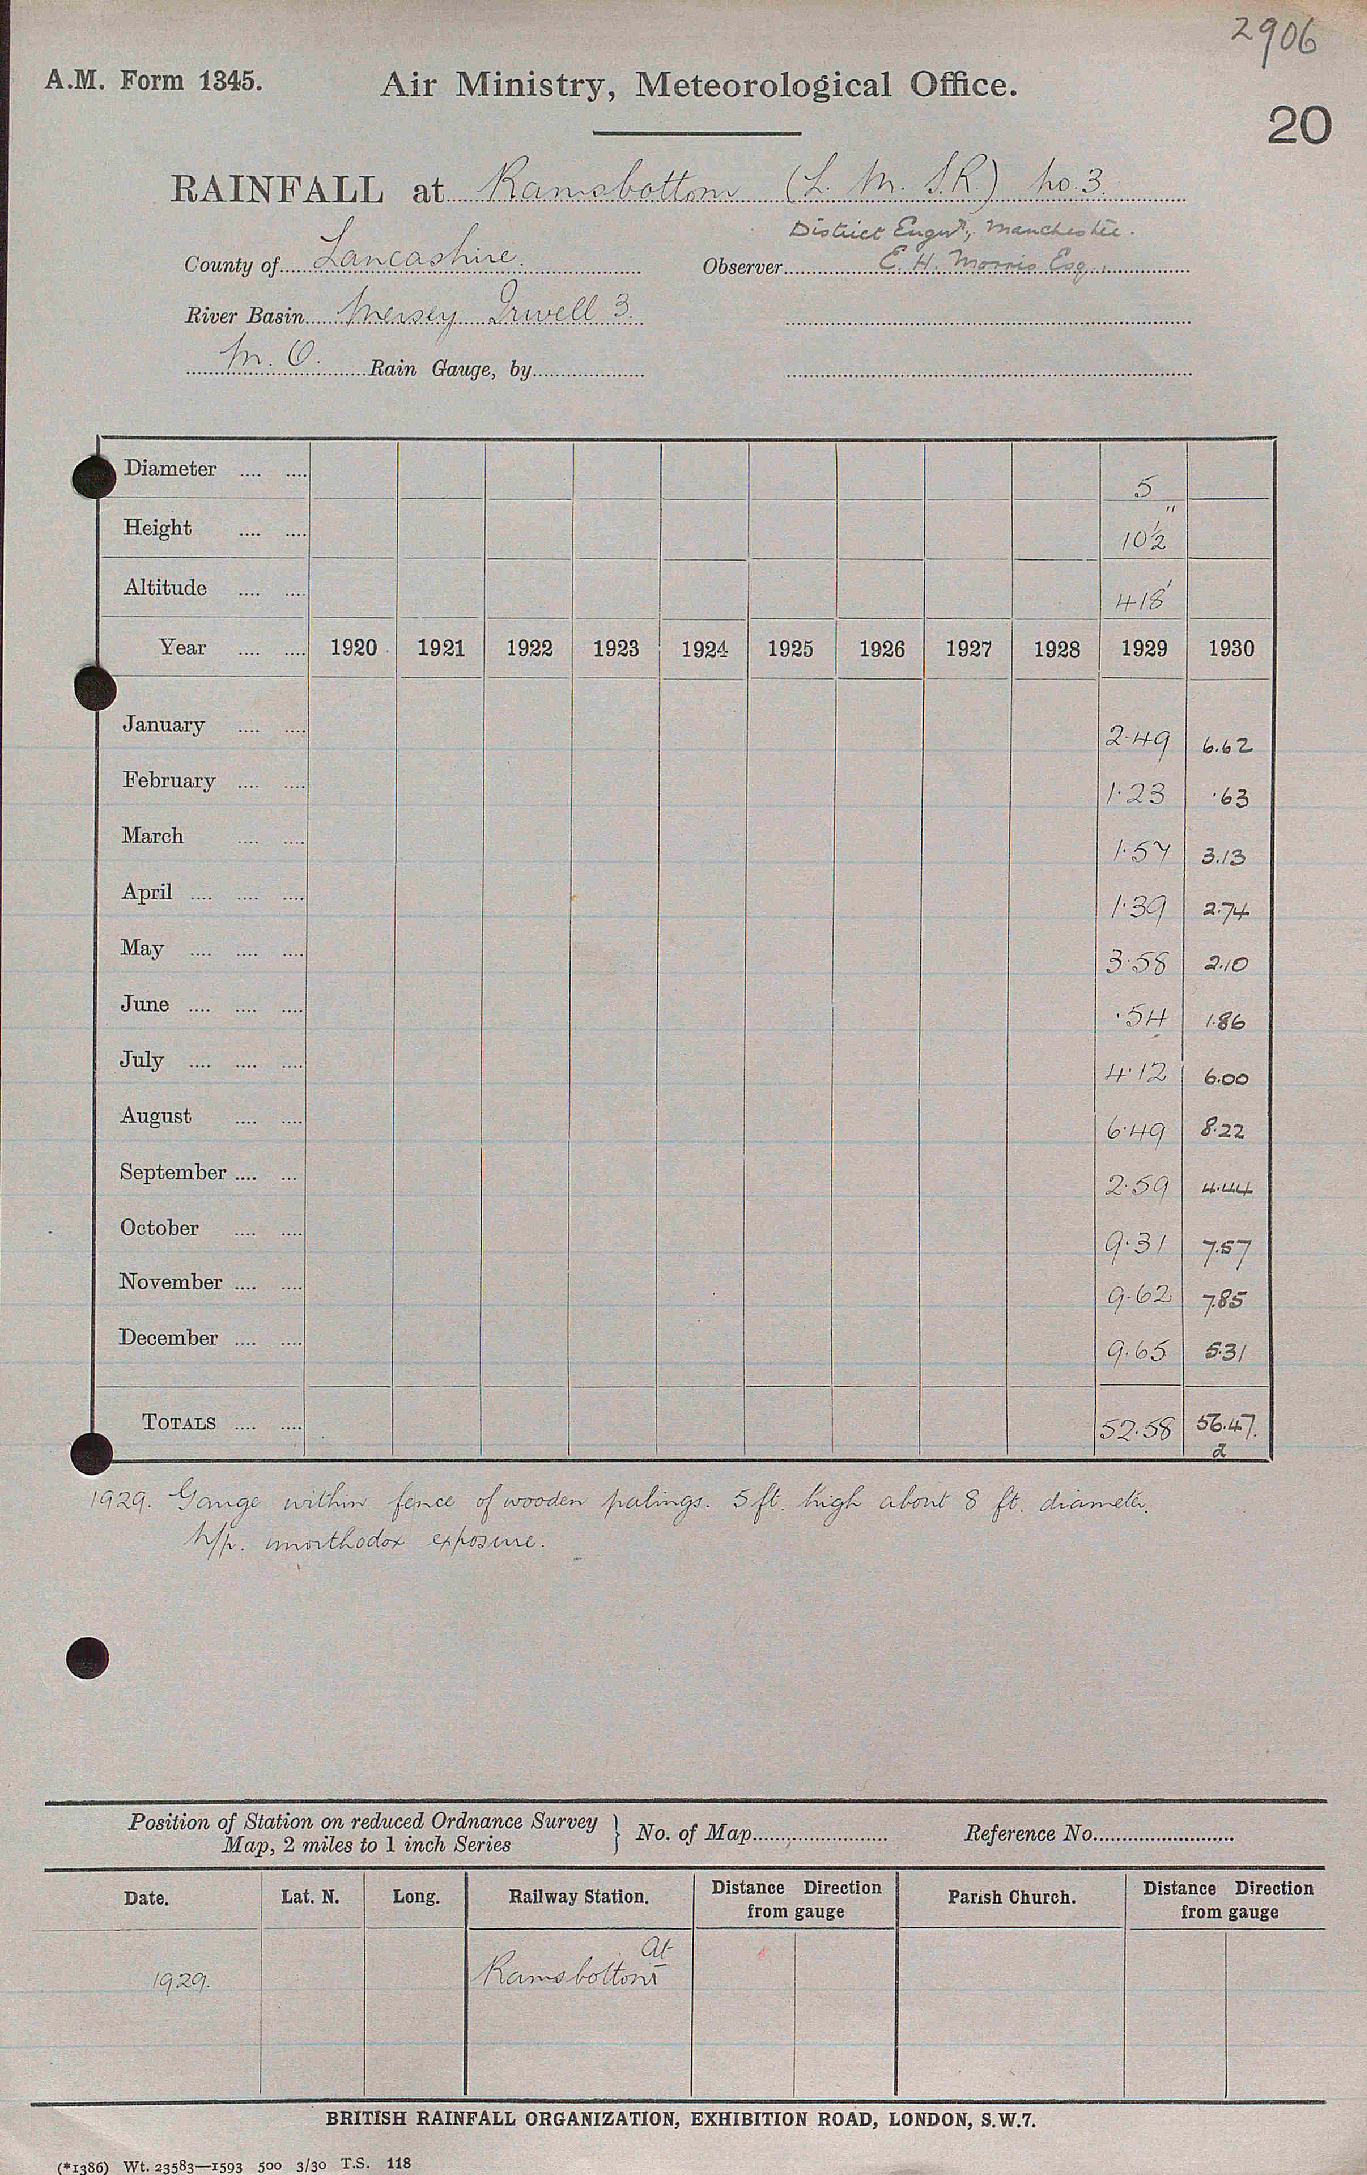 2906
A.M. Form 1345. Air Ministry, Meteorological Office.
20
RAINFALL at Ramsbottom (L. M. S.R.) No. 3.
District Engnr, Manchester.
County of Lancashire. Observer E. H. Morris Esq.
River Basin Mersey Irwell 3.
M. O. Rain Gauge, by
Diameter .... .... 5
Height .... .... 10½"
Altitude .... .... 418'
Year .... .... 1920 1921 1922 1923 1924 1925 1926 1927 1928 1929 1930
January .... .... 2.49 6.62
February .... .... 1.23 .63
March .... .... 1.57 3.13
April .... .... .... 1.39 2.74
May .... .... .... 3.58 2.10
June .... .... .... .54 1.86
July .... .... .... 4.12 6.00
August .... .... 6.49 8.22
September .... ... 2.59 4.44
October .... .... 9.31 7.57
November .... .... 9.62 7.85
December .... .... 9.65 5.31
TOTALS .... .... 52.58 56.47.
1929. Gauge within fence of wooden palings. 5 ft. high about 8 ft. diameter.
N/p. unorthodox exposure.
Position of Station on reduced Ordnance Survey
Map, 2 miles to 1 inch Series } No. of Map Reference No.
Date. Lat. N. Long. Railway Station. Distance Direction from gauge Parish Church. Distance Direction from gauge
At
1929. Ramsbottom
BRITISH RAINFALL ORGANIZATION, EXHIBITION ROAD, LONDON, S.W.7.
(*1386) Wt. 23583—1593 500 3/30 T.S. 118